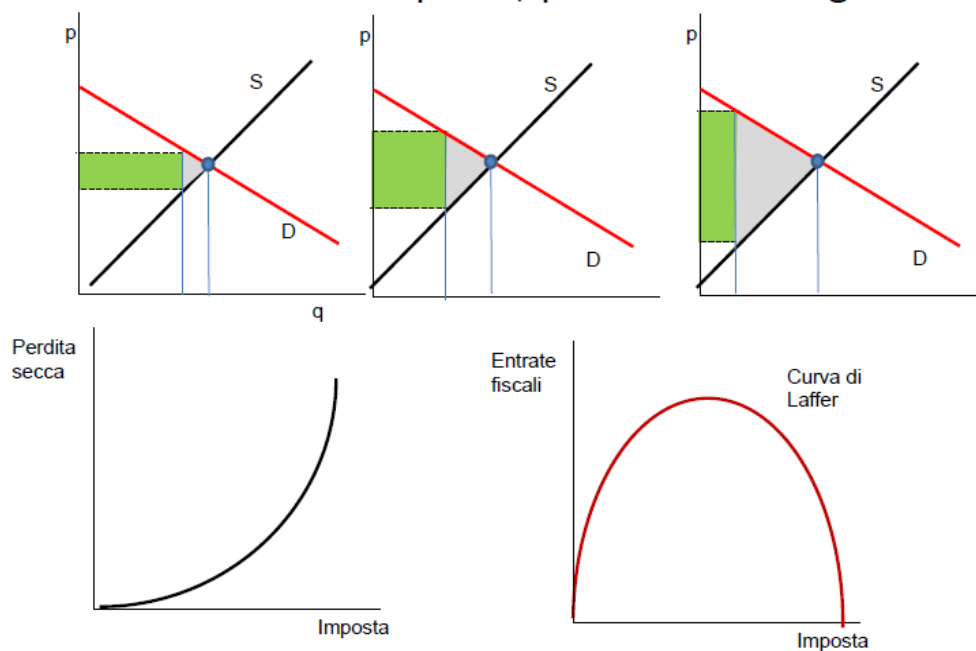 p
S
D
q
p
S
D
p
S
D
Perdita
secca
Imposta
Entrate
fiscali
Curva di
Laffer
Imposta